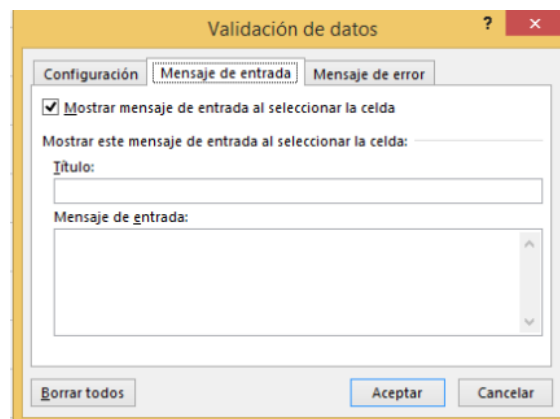 Validación de datos ?
Configuración Mensaje de entrada Mensaje de error
Mostrar mensaje de entrada al seleccionar la celda
Mostrar este mensaje de entrada al seleccionar la celda:
Título:
Mensaje de entrada:
Borrar todos Aceptar Cancelar